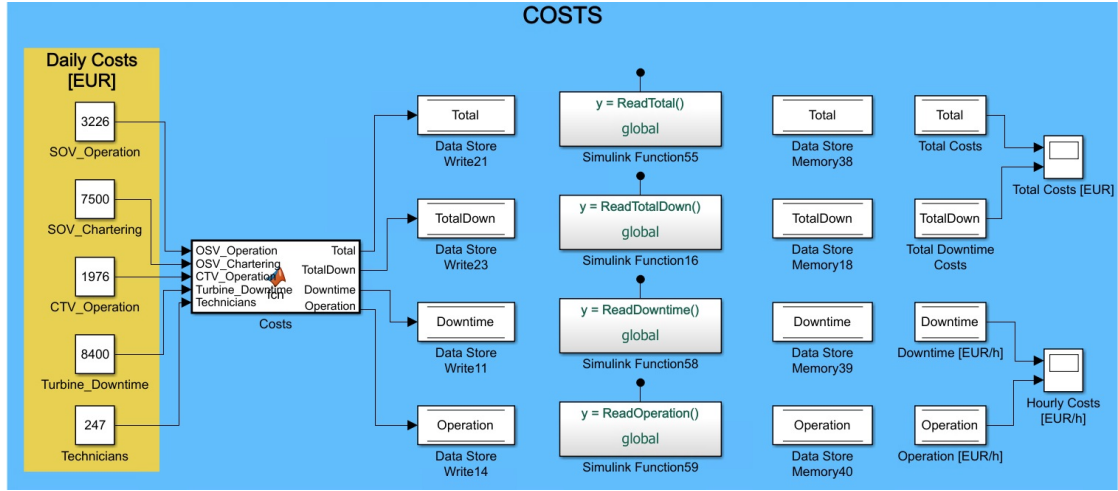 COSTS
Daily Costs
[EUR]
3226
SOV_Operation
7500
SOV_Chartering
1976
CTV_Operation
8400
Turbine_Downtime
247
Technicians
OSV_Operation
OSV_Chartering
CTV_Operation
Turbine_Downtime
Technicians
fcn
Total
TotalDown
Downtime
Operation
Costs
Total
Data Store
Write21
TotalDown
Data Store
Write23
Downtime
Data Store
Write11
Operation
Data Store
Write14
y = ReadTotal()
global
Simulink Function55
y = ReadTotalDown()
global
Simulink Function16
y = ReadDowntime()
global
Simulink Function58
y = ReadOperation()
global
Simulink Function59
Total
Data Store
Memory38
TotalDown
Data Store
Memory18
Downtime
Data Store
Memory39
Operation
Data Store
Memory40
Total
Total Costs
TotalDown
Total Downtime
Costs
Downtime
Downtime [EUR/h]
Operation
Operation [EUR/h]
Total Costs [EUR]
Hourly Costs
[EUR/h]